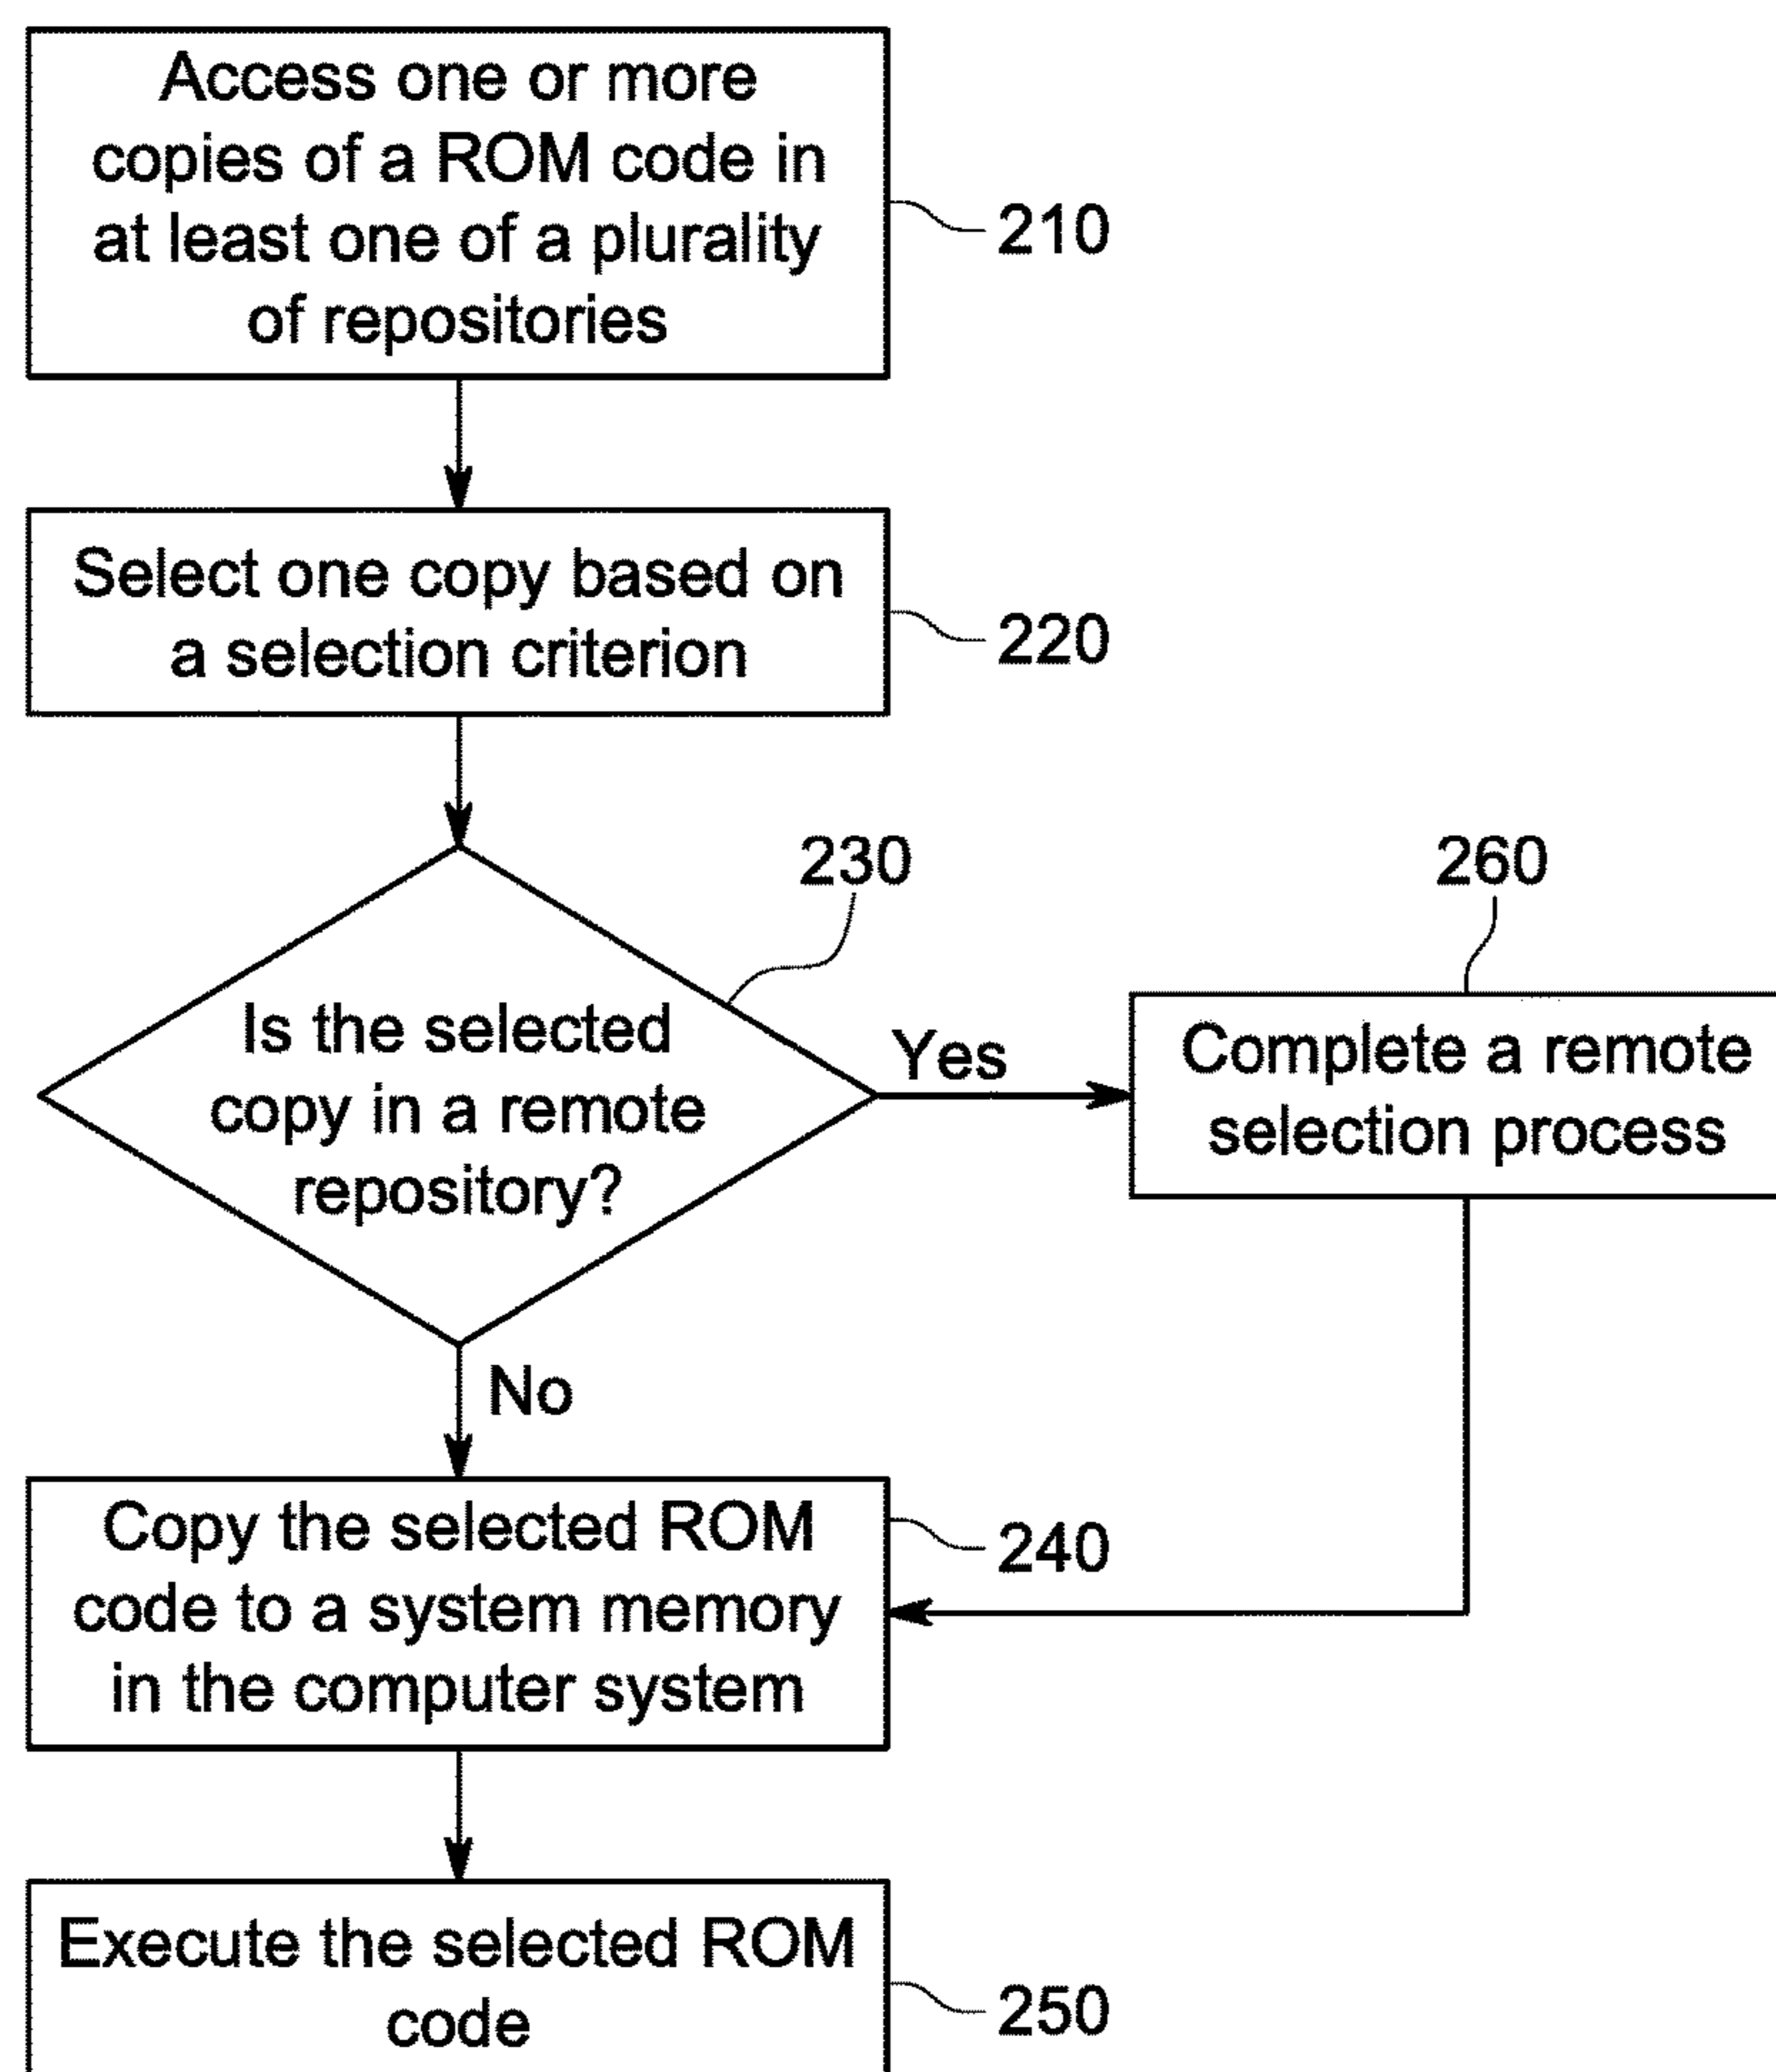 Access one or more
copies of a ROM code in
at least one of a plurality
of repositories
210
Select one copy based on
a selection criterion
220
230
260
Is the selected
copy in a remote
repository?
Yes
Complete a remote
selection process
No
Copy the selected ROM
code to a system memory
in the computer system
240
Execute the selected ROM
code
250